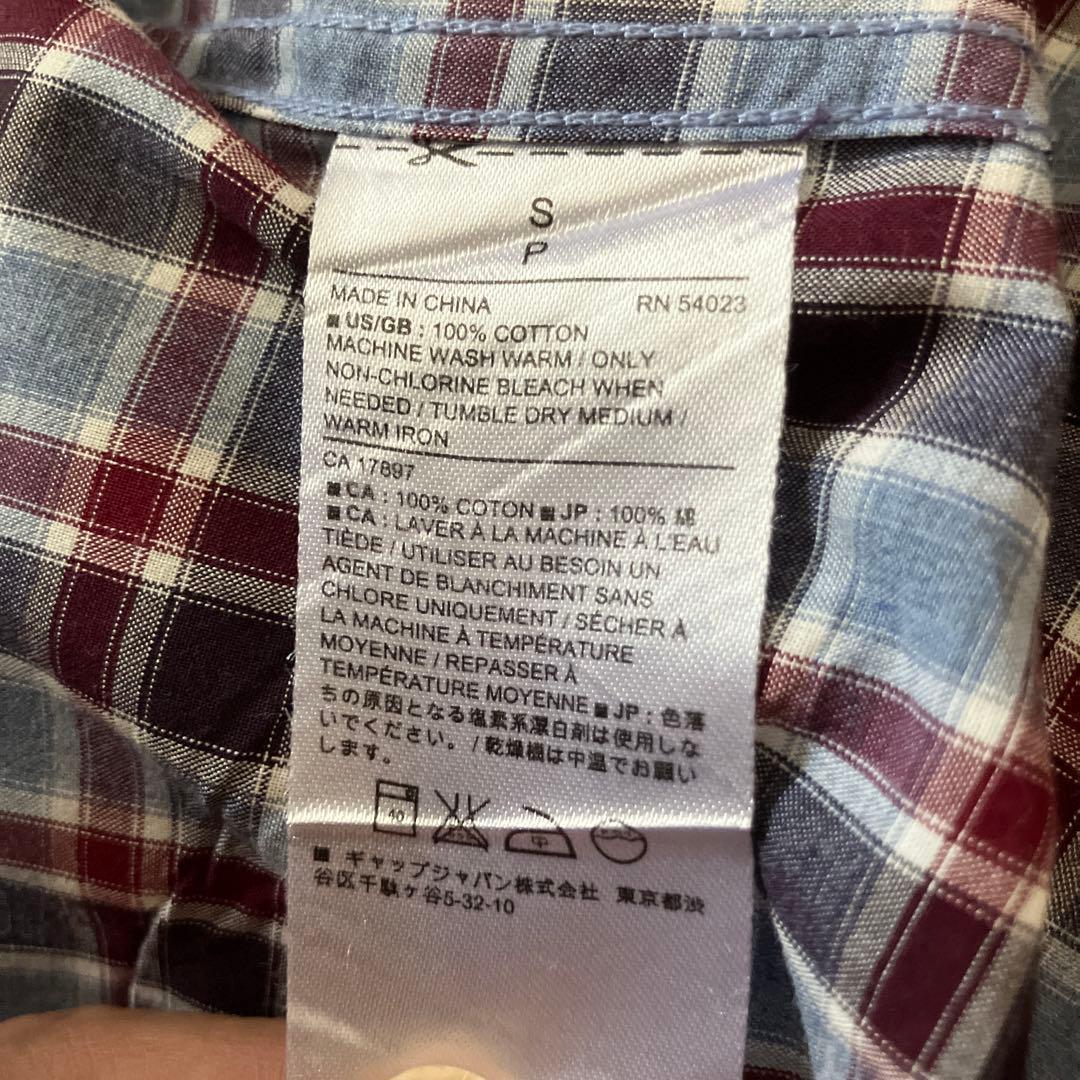 S
P
MADE IN CHINA RN 54023
■ US/GB : 100% COTTON
MACHINE WASH WARM / ONLY
NON-CHLORINE BLEACH WHEN
NEEDED / TUMBLE DRY MEDIUM /
WARM IRON
CA 17897
■ CA : 100% COTON ■ JP : 100% 綿
■ CA : LAVER À LA MACHINE À L'EAU
TIÈDE / UTILISER AU BESOIN UN
AGENT DE BLANCHIMENT SANS
CHLORE UNIQUEMENT / SÉCHER À
LA MACHINE À TEMPÉRATURE
MOYENNE / REPASSER À
TEMPÉRATURE MOYENNE ■ JP : 色落
ちの原因となる塩素系漂白剤は使用しな
いでください。/ 乾燥機は中温でお願い
します。
40 中
■ ギャップジャパン株式会社 東京都渋
谷区千駄ヶ谷5-32-10